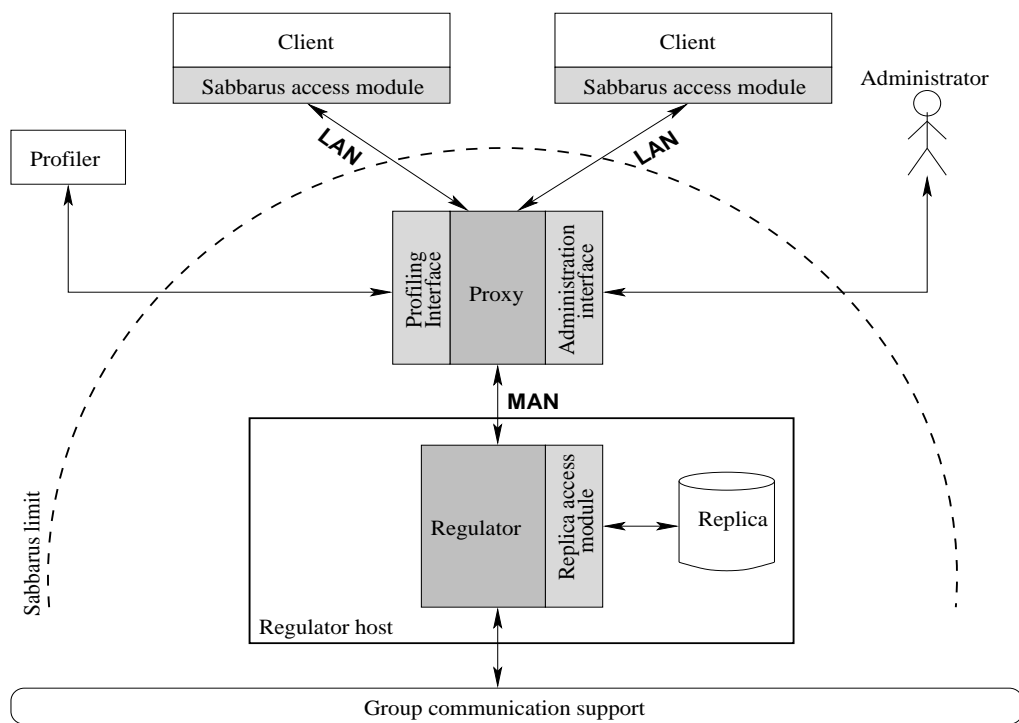 Client
Sabbarus access module
Client
Sabbarus access module
Administrator
LAN
LAN
Profiler
Profiling
Interface
Proxy
Administration
interface
MAN
Sabbarus limit
Regulator
Replica access
module
Replica
Regulator host
Group communication support